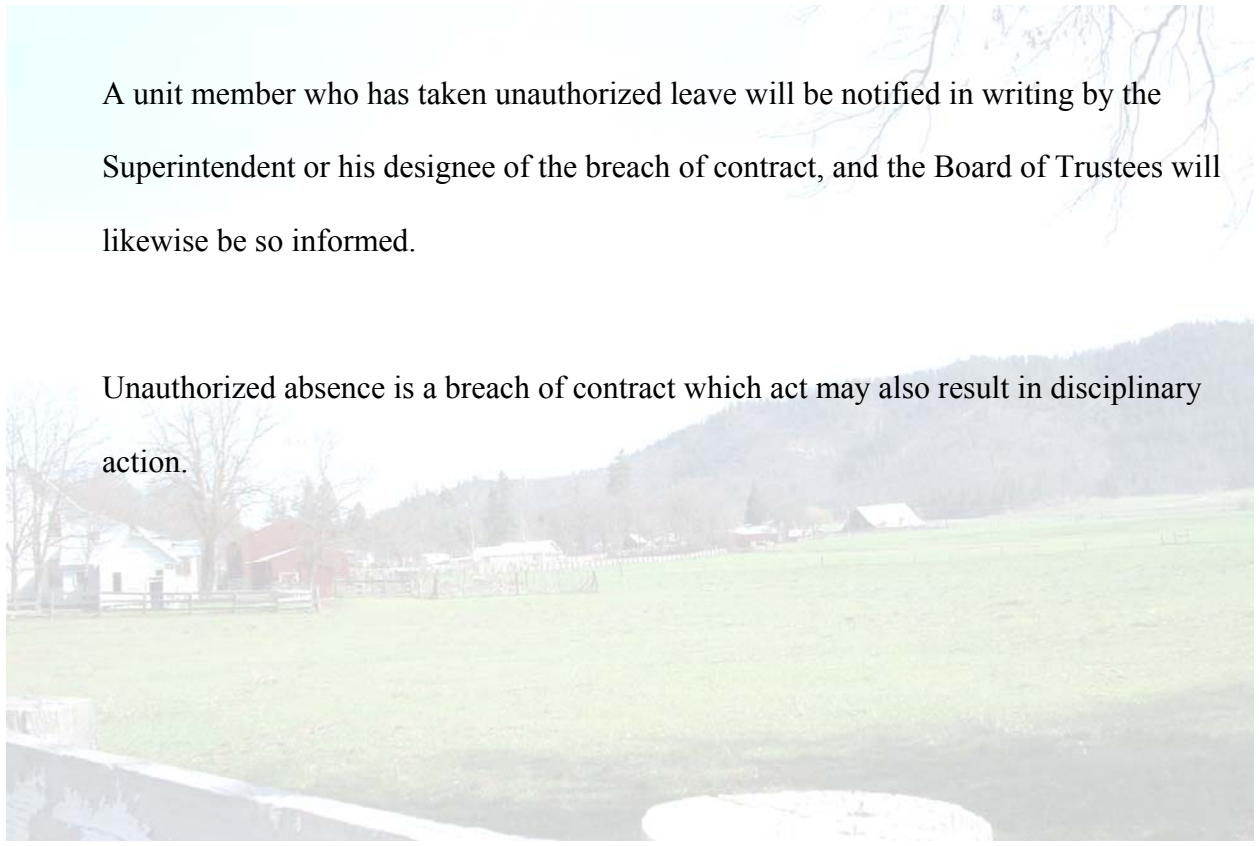 A unit member who has taken unauthorized leave will be notified in writing by the
Superintendent or his designee of the breach of contract, and the Board of Trustees will
likewise be so informed.
Unauthorized absence is a breach of contract which act may also result in disciplinary
action.